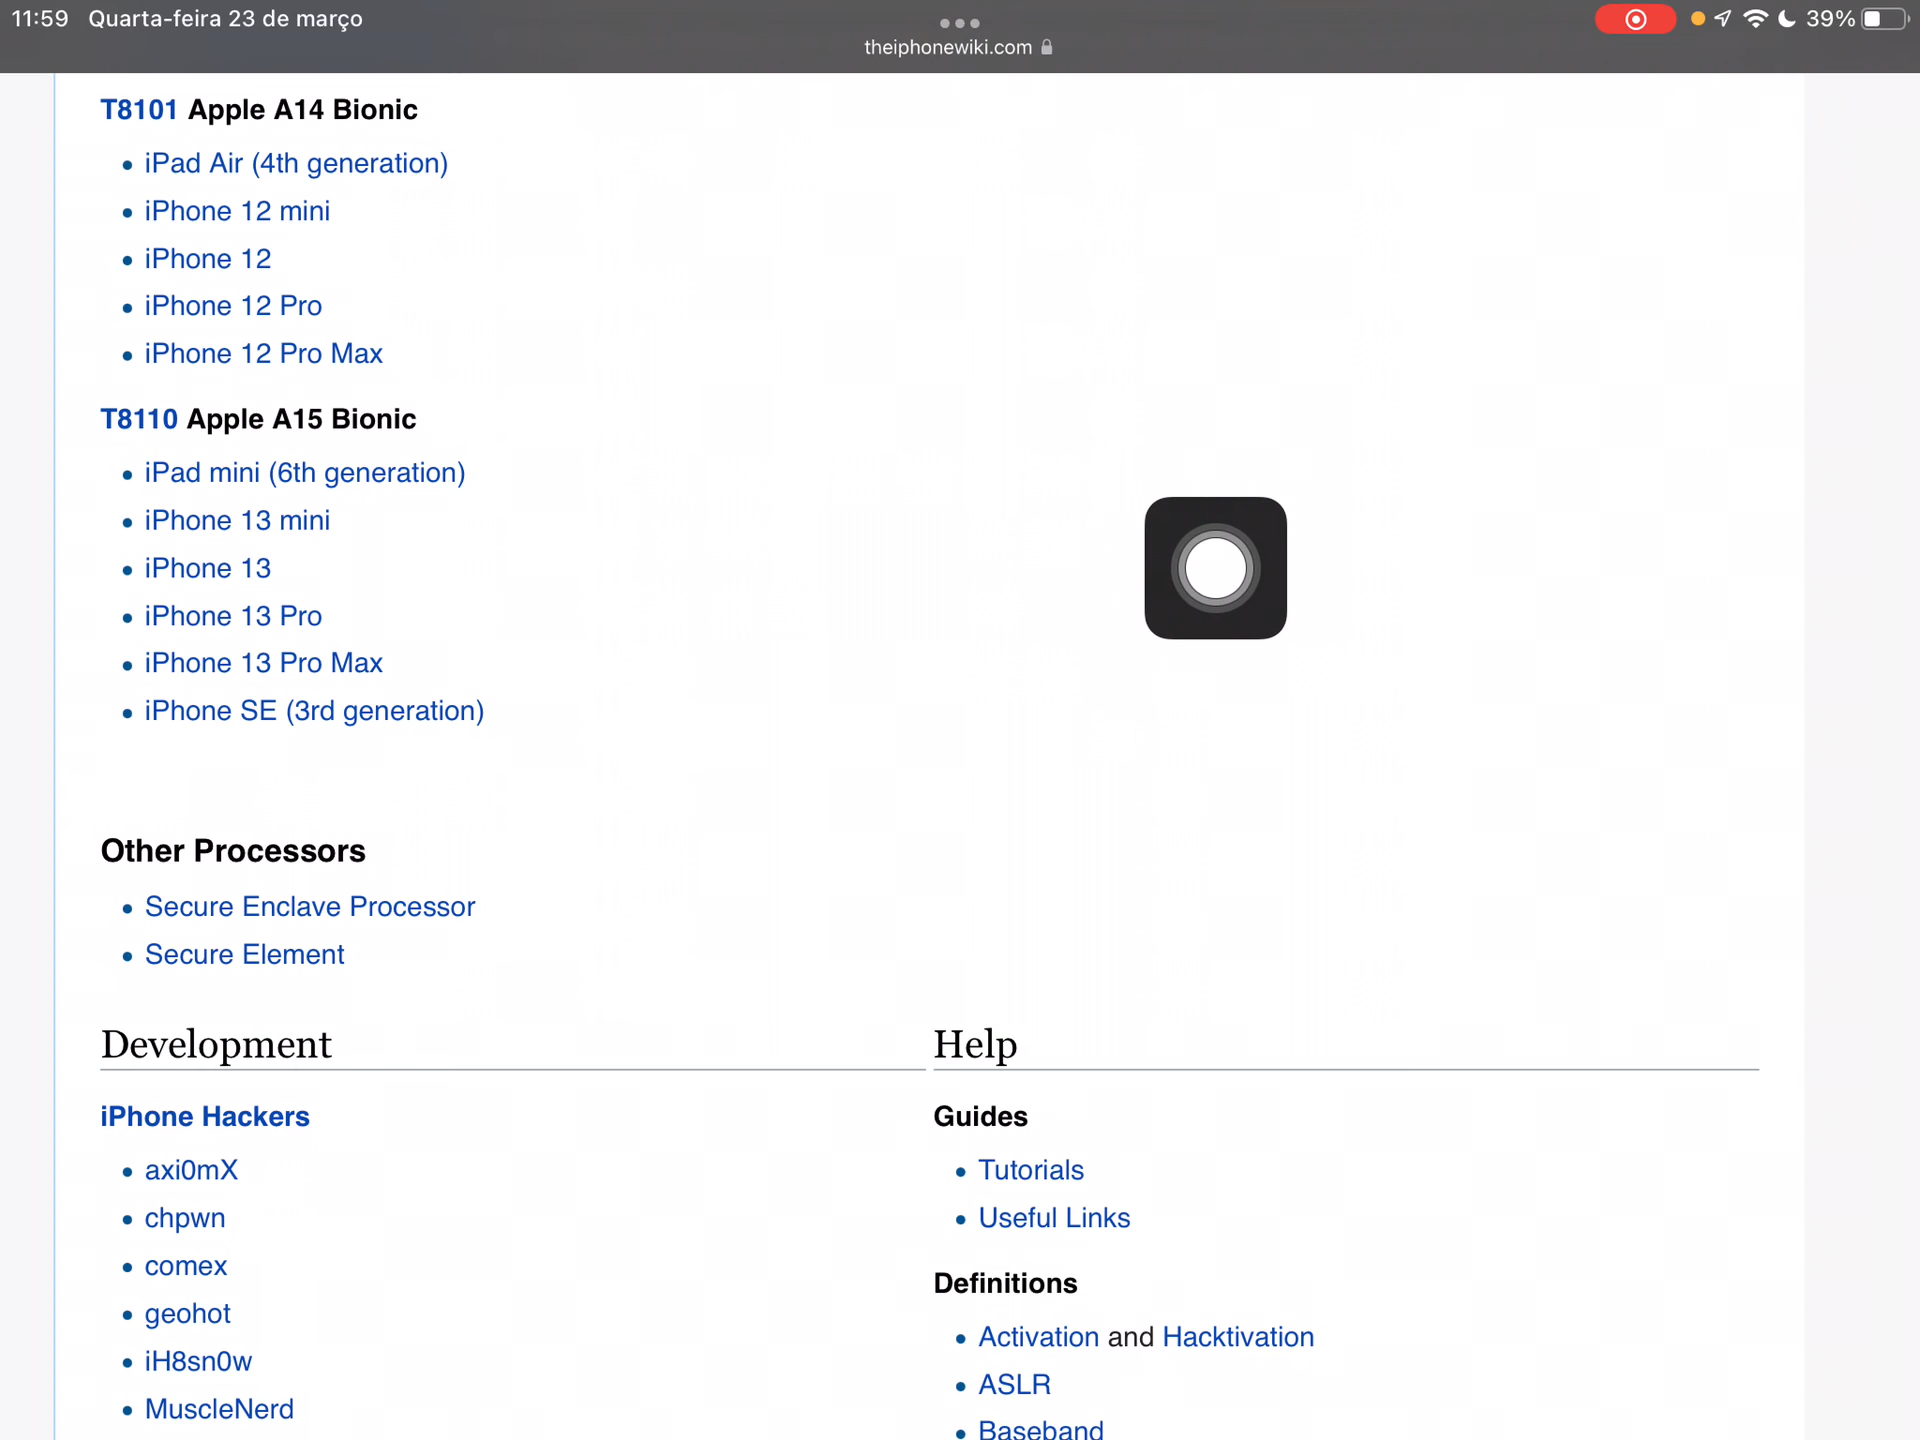 11:59 Quarta-feira 23 de março
39%
theiphonewiki.com
T8101 Apple A14 Bionic
iPad Air (4th generation)
iPhone 12 mini
iPhone 12
iPhone 12 Pro
iPhone 12 Pro Max
T8110 Apple A15 Bionic
iPad mini (6th generation)
iPhone 13 mini
iPhone 13
iPhone 13 Pro
iPhone 13 Pro Max
iPhone SE (3rd generation)
Other Processors
Secure Enclave Processor
Secure Element
Development
iPhone Hackers
axi0mX
chpwn
comex
geohot
iH8sn0w
MuscleNerd
Help
Guides
Tutorials
Useful Links
Definitions
Activation and Hacktivation
ASLR
Baseband